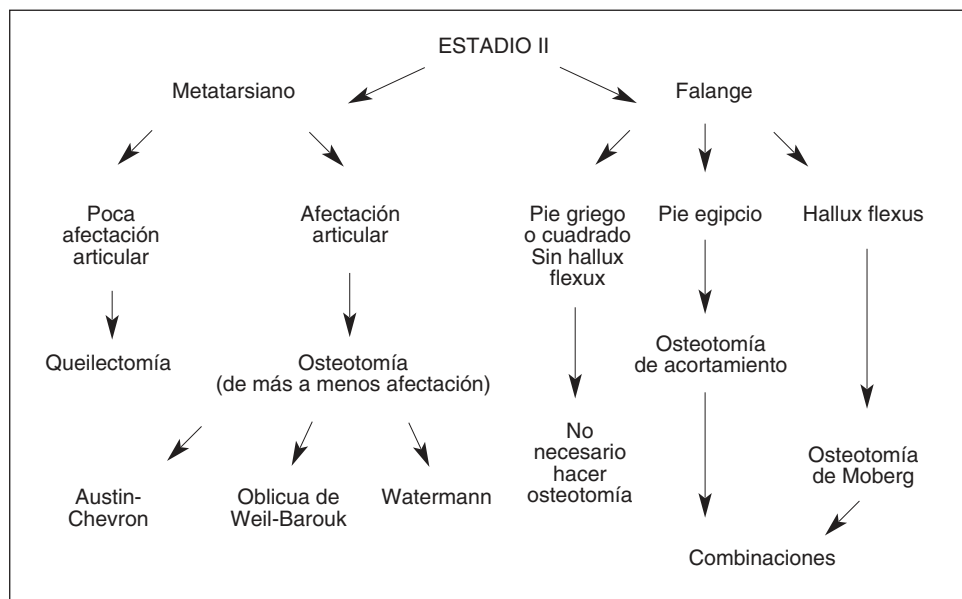 ESTADIO II
Metatarsiano
Falange
Poca
afectación
articular
Afectación
articular
Pie griego
o cuadrado
Sin hallux
flexux
Pie egipcio
Hallux flexus
Queilectomía
Osteotomía
(de más a menos afectación)
Osteotomía
de acortamiento
No
necesario
hacer
osteotomía
Osteotomía
de Moberg
Austin-
Chevron
Oblicua de
Weil-Barouk
Watermann
Combinaciones